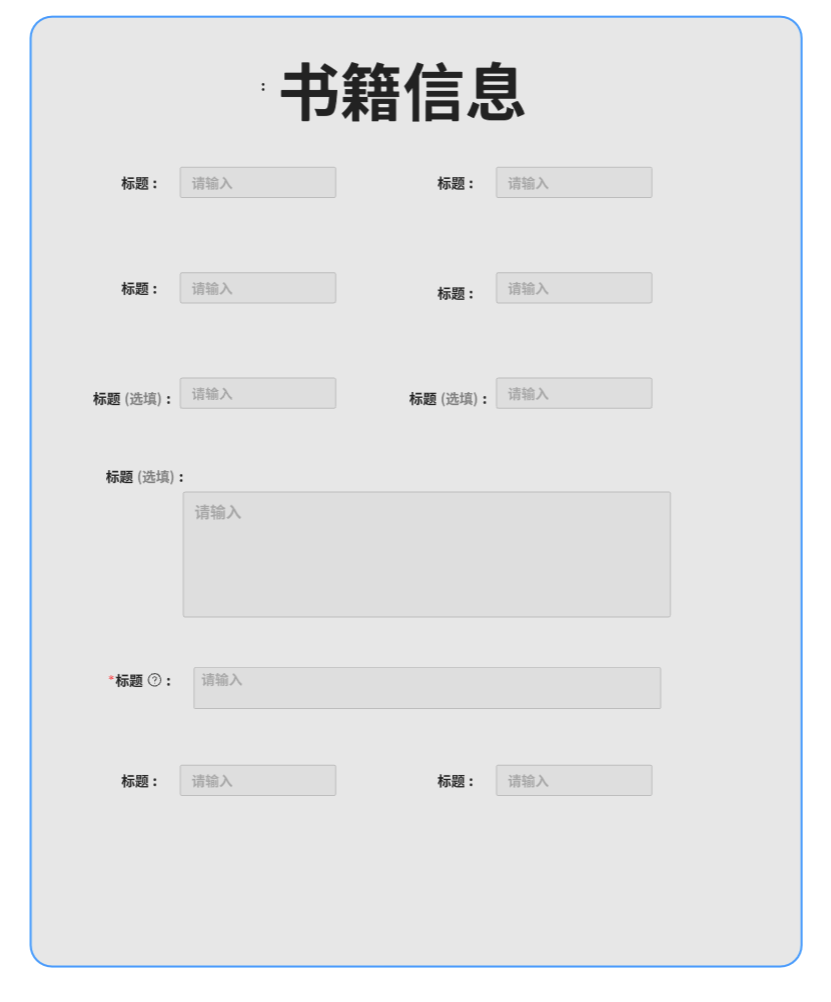 : 书籍信息
标题： 请输入 标题： 请输入
标题： 请输入 标题： 请输入
标题 (选填)： 请输入 标题 (选填)： 请输入
标题 (选填)：
请输入
*标题?： 请输入
标题： 请输入 标题： 请输入